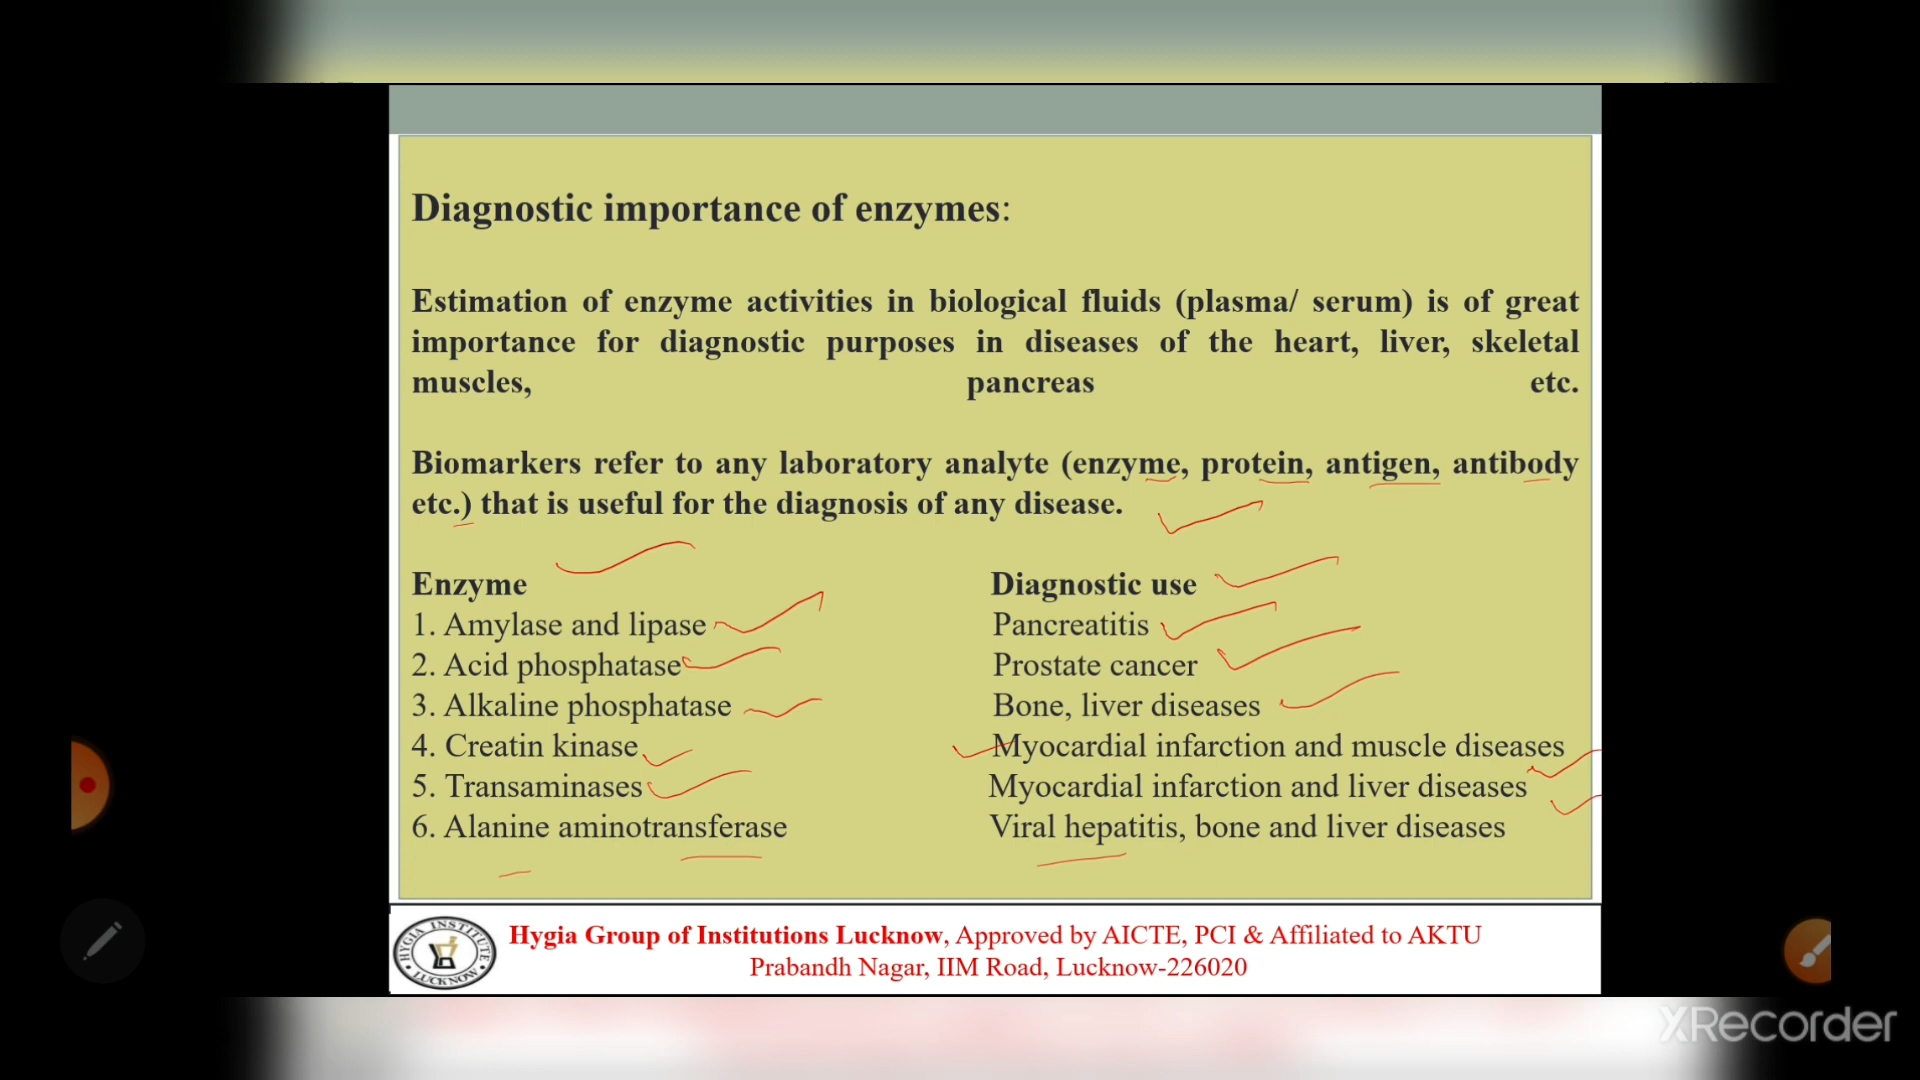 Diagnostic importance of enzymes:
Estimation of enzyme activities in biological fluids (plasma/ serum) is of great
importance for diagnostic purposes in diseases of the heart, liver, skeletal
muscles, pancreas etc.
Biomarkers refer to any laboratory analyte (enzyme, protein, antigen, antibody
etc.) that is useful for the diagnosis of any disease.
Enzyme Diagnostic use
1. Amylase and lipase Pancreatitis
2. Acid phosphatase Prostate cancer
3. Alkaline phosphatase Bone, liver diseases
4. Creatin kinase Myocardial infarction and muscle diseases
5. Transaminases Myocardial infarction and liver diseases
6. Alanine aminotransferase Viral hepatitis, bone and liver diseases
HYGIA INSTITUTE
LUCKNOW
Hygia Group of Institutions Lucknow, Approved by AICTE, PCI & Affiliated to AKTU
Prabandh Nagar, IIM Road, Lucknow-226020
XRecorder